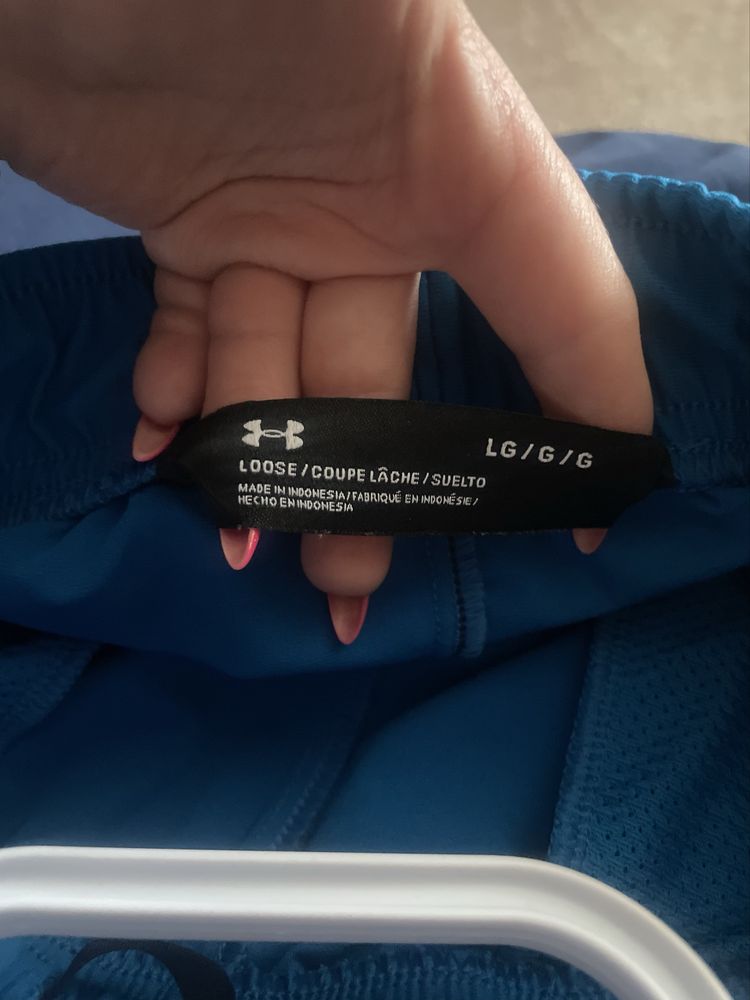 LG/G/G
LOOSE/COUPE LÂCHE/SUELTO
MADE IN INDONESIA/FABRIQUÉ EN INDONÉSIE/
HECHO EN INDONESIA